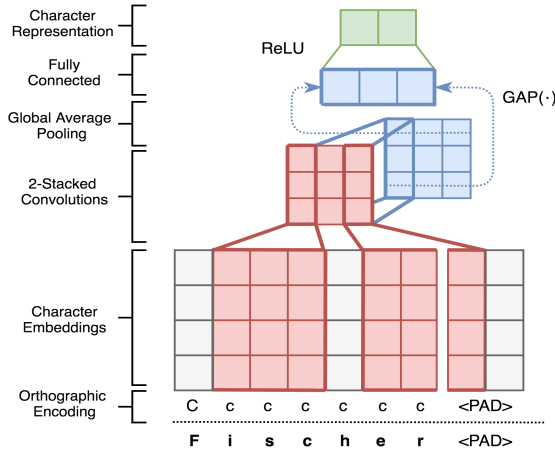 Character
Representation
ReLU
Fully
Connected
GAP(·)
Global Average
Pooling
2-Stacked
Convolutions
Character
Embeddings
Orthographic
Encoding
C c c c c c c <PAD>
F i s c h e r <PAD>